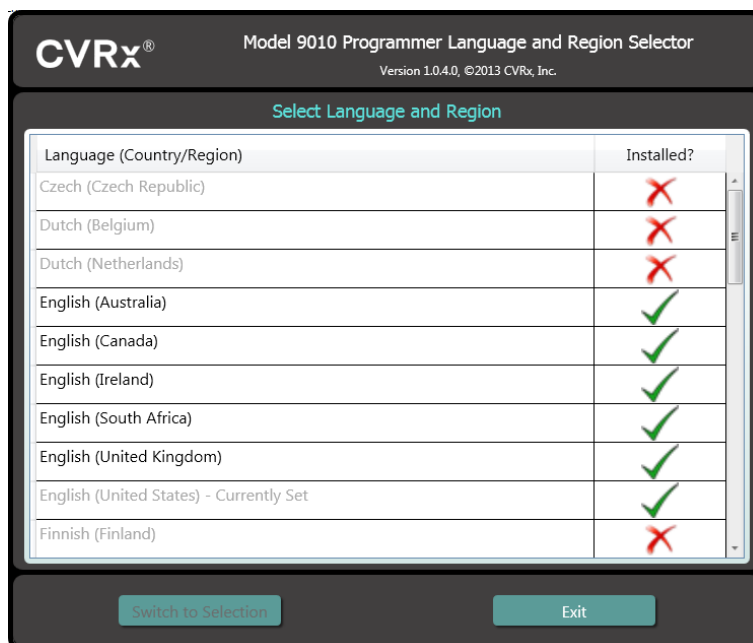 CVRx®
Model 9010 Programmer Language and Region Selector
Version 1.0.4.0, ©2013 CVRx, Inc.
Select Language and Region
Language (Country/Region) Installed?
Czech (Czech Republic)
Dutch (Belgium)
Dutch (Netherlands)
English (Australia)
English (Canada)
English (Ireland)
English (South Africa)
English (United Kingdom)
English (United States) - Currently Set
Finnish (Finland)
Switch to Selection Exit